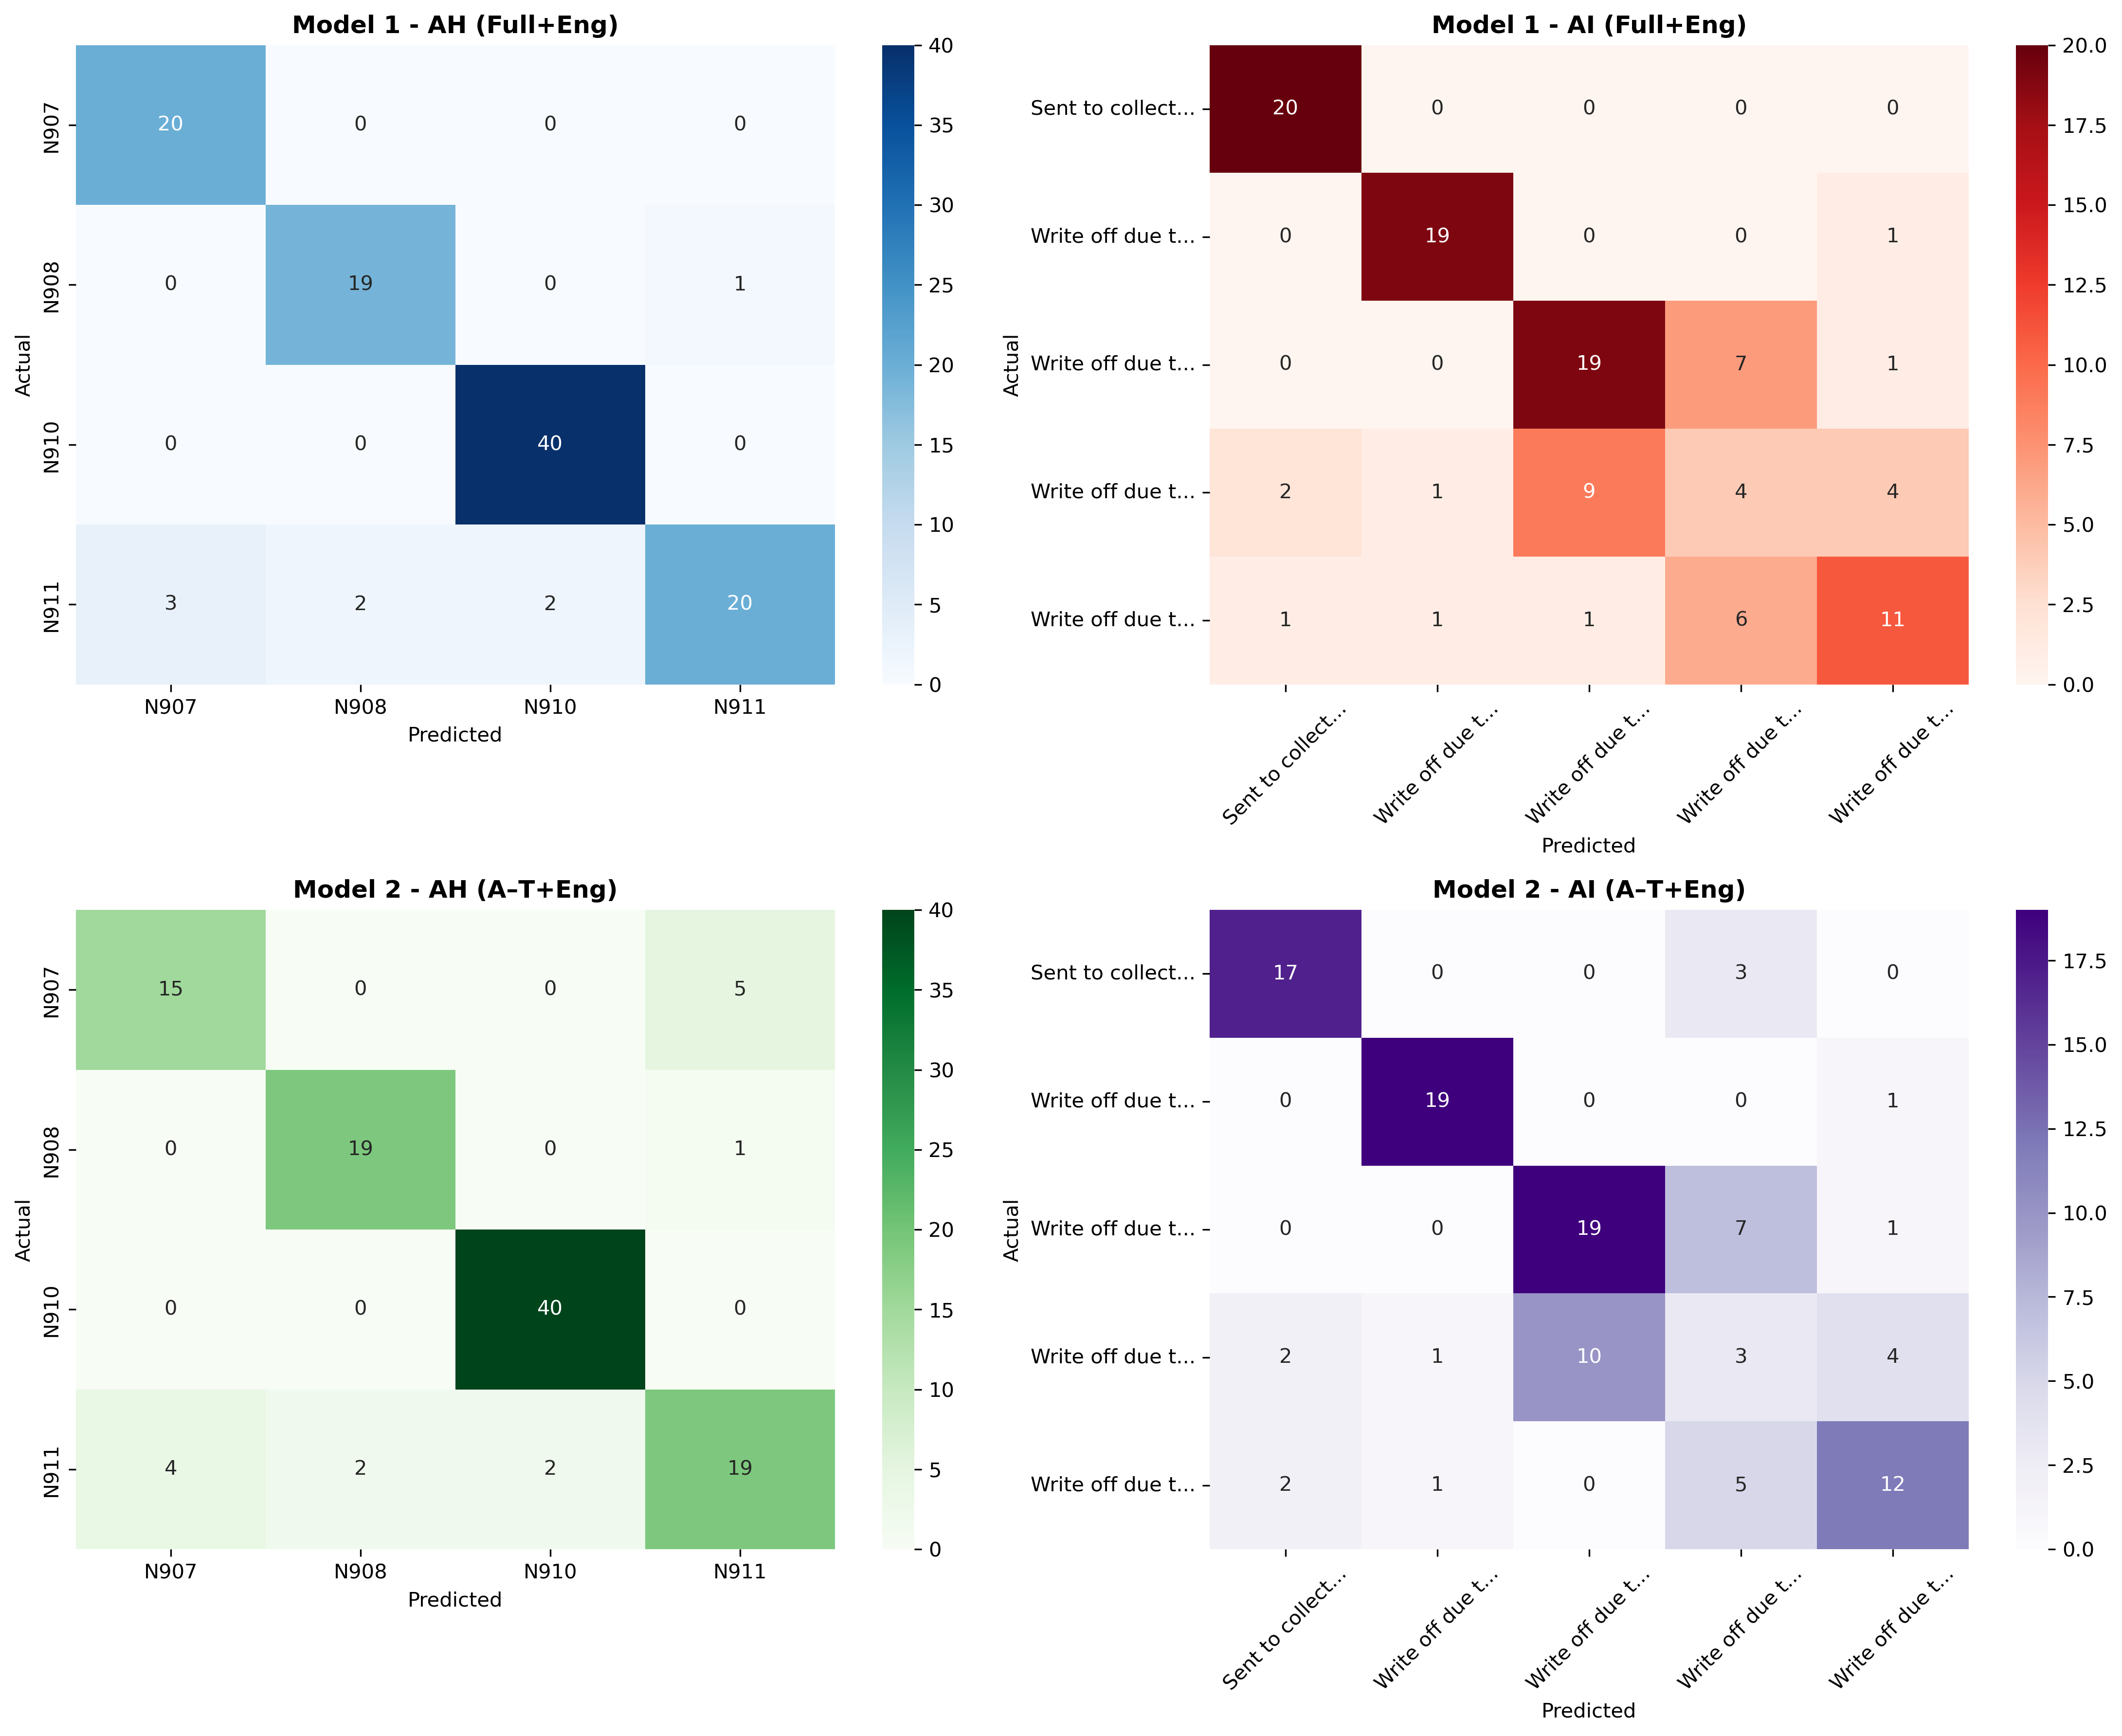 Model 1 - AH (Full+Eng)
N907 20 0 0 0
N908 0 19 0 1
N910 0 0 40 0
N911 3 2 2 20
Actual
N907 N908 N910 N911
Predicted
40
35
30
25
20
15
10
5
0
Model 1 - AI (Full+Eng)
Sent to collect... 20 0 0 0 0
Write off due t... 0 19 0 0 1
Write off due t... 0 0 19 7 1
Write off due t... 2 1 9 4 4
Write off due t... 1 1 1 6 11
Actual
Sent to collect... Write off due t... Write off due t... Write off due t... Write off due t...
Predicted
20.0
17.5
15.0
12.5
10.0
7.5
5.0
2.5
0.0
Model 2 - AH (A–T+Eng)
N907 15 0 0 5
N908 0 19 0 1
N910 0 0 40 0
N911 4 2 2 19
Actual
N907 N908 N910 N911
Predicted
40
35
30
25
20
15
10
5
0
Model 2 - AI (A–T+Eng)
Sent to collect... 17 0 0 3 0
Write off due t... 0 19 0 0 1
Write off due t... 0 0 19 7 1
Write off due t... 2 1 10 3 4
Write off due t... 2 1 0 5 12
Actual
Sent to collect... Write off due t... Write off due t... Write off due t... Write off due t...
Predicted
17.5
15.0
12.5
10.0
7.5
5.0
2.5
0.0